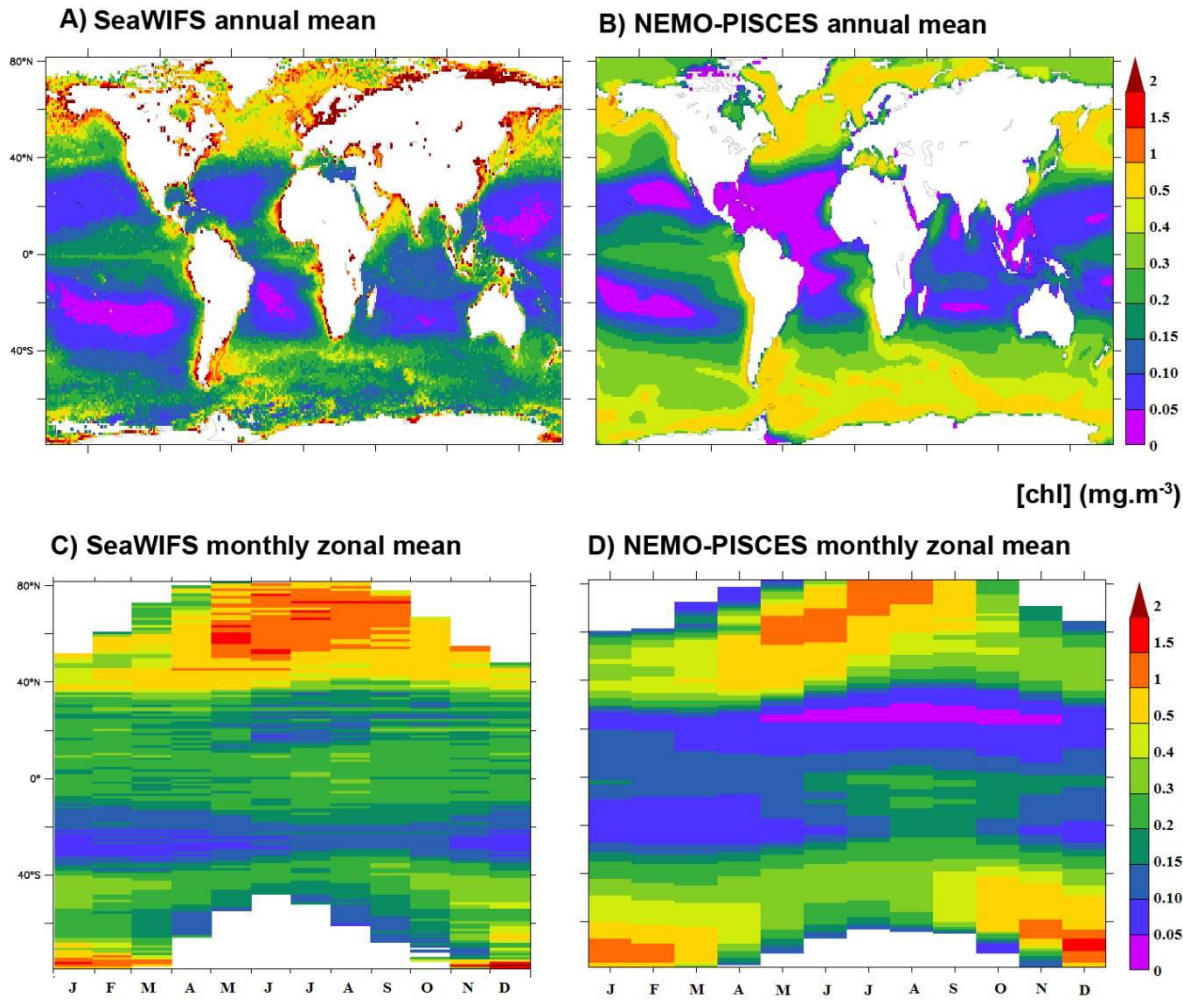 A) SeaWIFS annual mean
B) NEMO-PISCES annual mean
80°N
40°N
0°
40°S
2
1.5
1
0.5
0.4
0.3
0.2
0.15
0.10
0.05
0
[chl] (mg.m-3)
C) SeaWIFS monthly zonal mean
D) NEMO-PISCES monthly zonal mean
80°N
40°N
0°
40°S
2
1.5
1
0.5
0.4
0.3
0.2
0.15
0.10
0.05
0
J F M A M J J A S O N D
J F M A M J J A S O N D